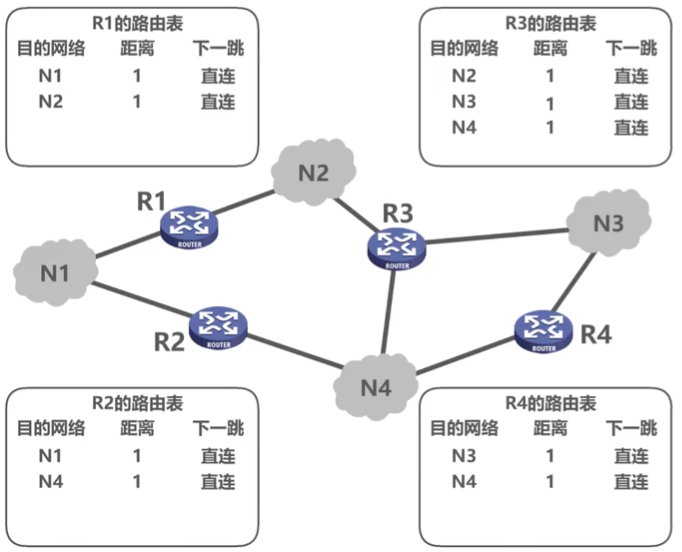 R1的路由表
目的网络 距离 下一跳
N1 1 直连
N2 1 直连
R3的路由表
目的网络 距离 下一跳
N2 1 直连
N3 1 直连
N4 1 直连
N2
R1
ROUTER
R3
ROUTER
N3
N1
R2
ROUTER
R4
ROUTER
N4
R2的路由表
目的网络 距离 下一跳
N1 1 直连
N4 1 直连
R4的路由表
目的网络 距离 下一跳
N3 1 直连
N4 1 直连